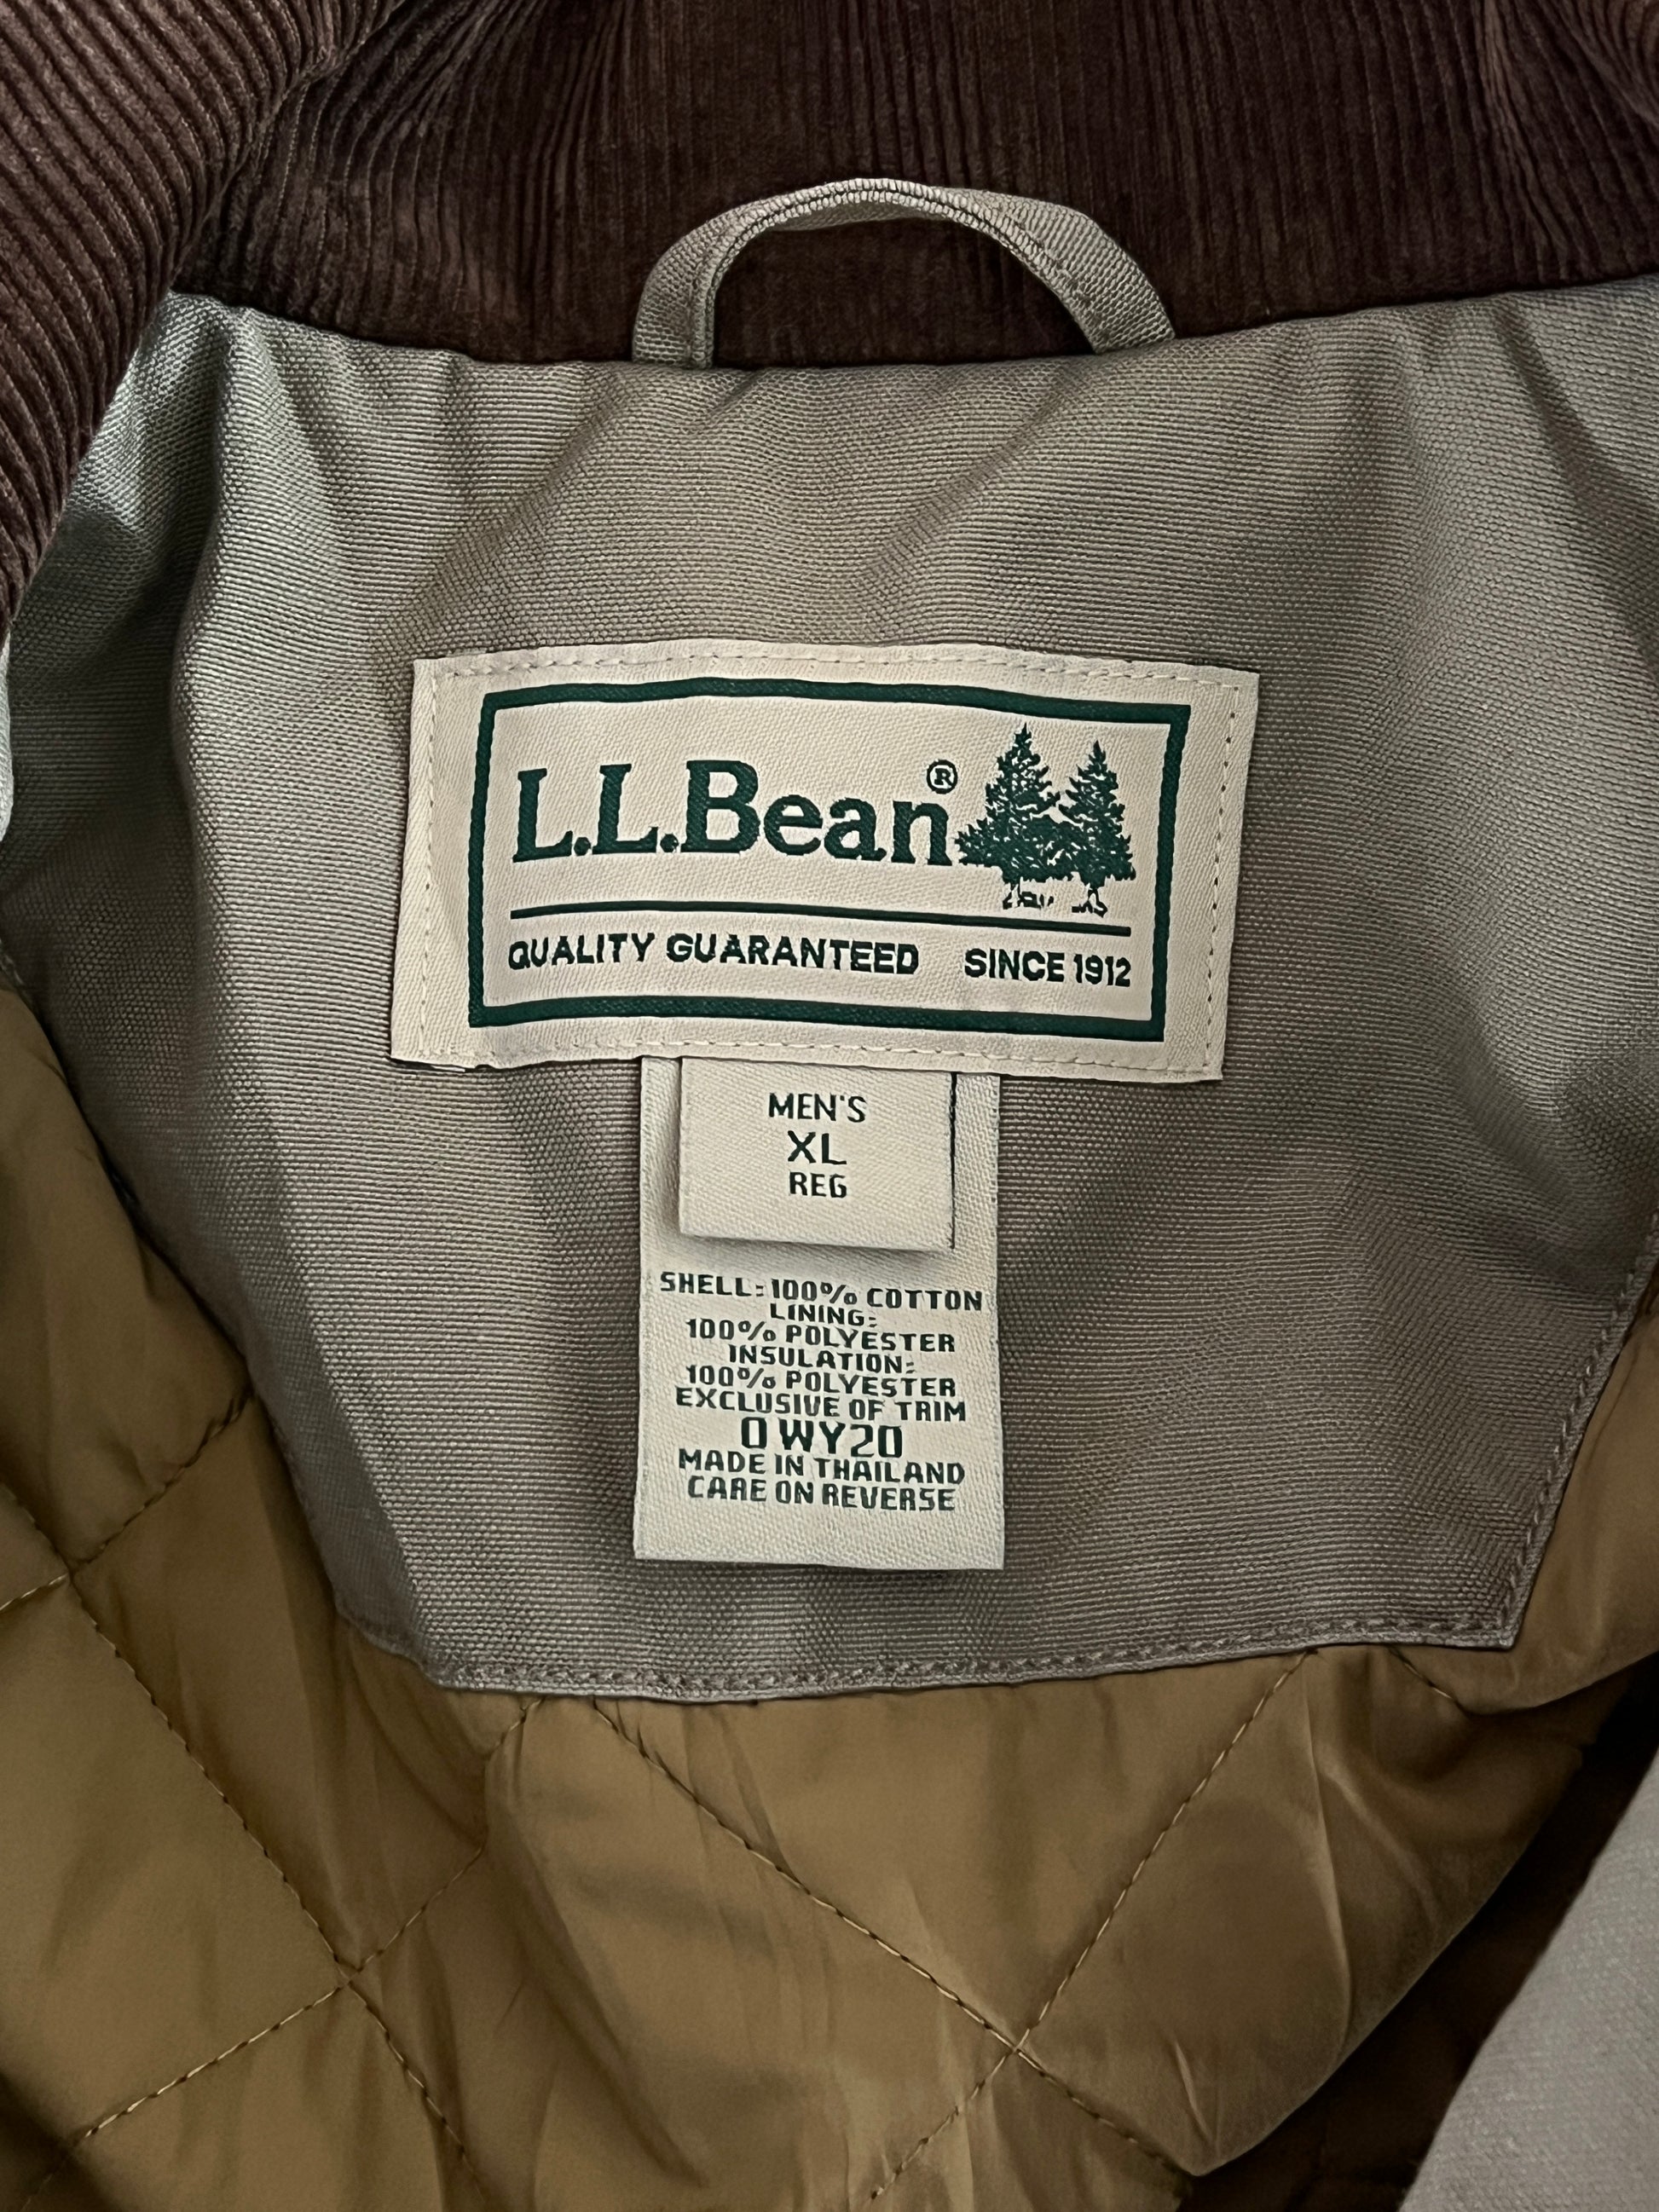 L.L.Bean®
QUALITY GUARANTEED SINCE 1912
MEN'S
XL
REG
SHELL: 100% COTTON
LINING:
100% POLYESTER
INSULATION:
100% POLYESTER
EXCLUSIVE OF TRIM
0 WY20
MADE IN THAILAND
CARE ON REVERSE